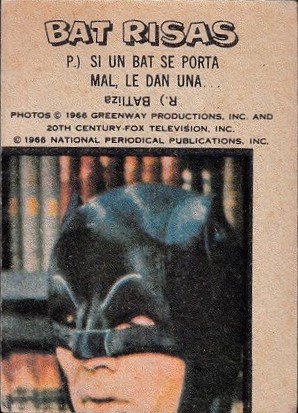 BAT RISAS
P.) SI UN BAT SE PORTA
MAL, LE DAN UNA...
R.) BATiiza
PHOTOS © 1966 GREENWAY PRODUCTIONS, INC. AND
20TH CENTURY-FOX TELEVISION, INC.
© 1966 NATIONAL PERIODICAL PUBLICATIONS, INC.